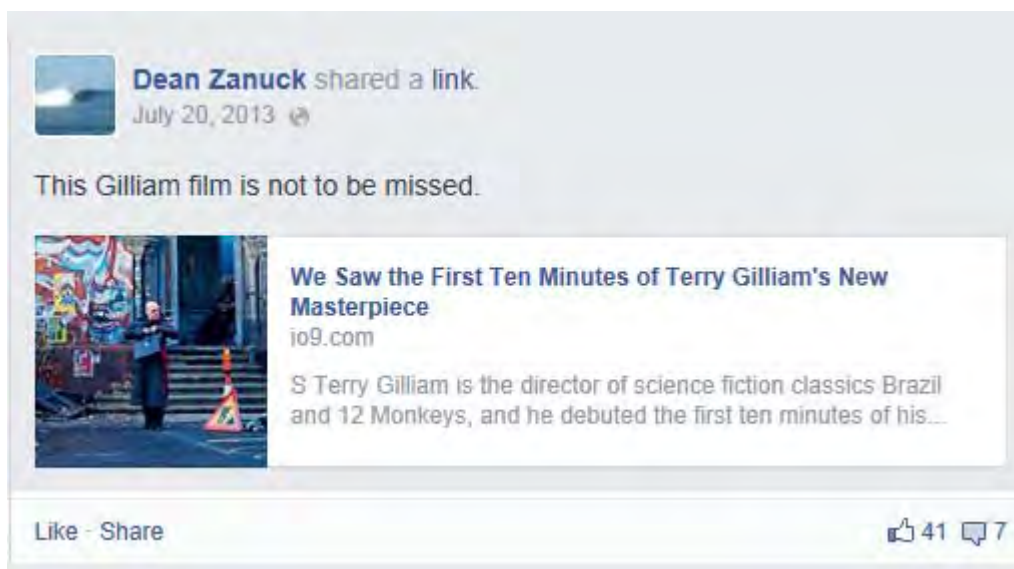 Dean Zanuck shared a link.
July 20, 2013
This Gilliam film is not to be missed.
We Saw the First Ten Minutes of Terry Gilliam's New
Masterpiece
io9.com
S Terry Gilliam is the director of science fiction classics Brazil
and 12 Monkeys, and he debuted the first ten minutes of his...
Like · Share
41 7